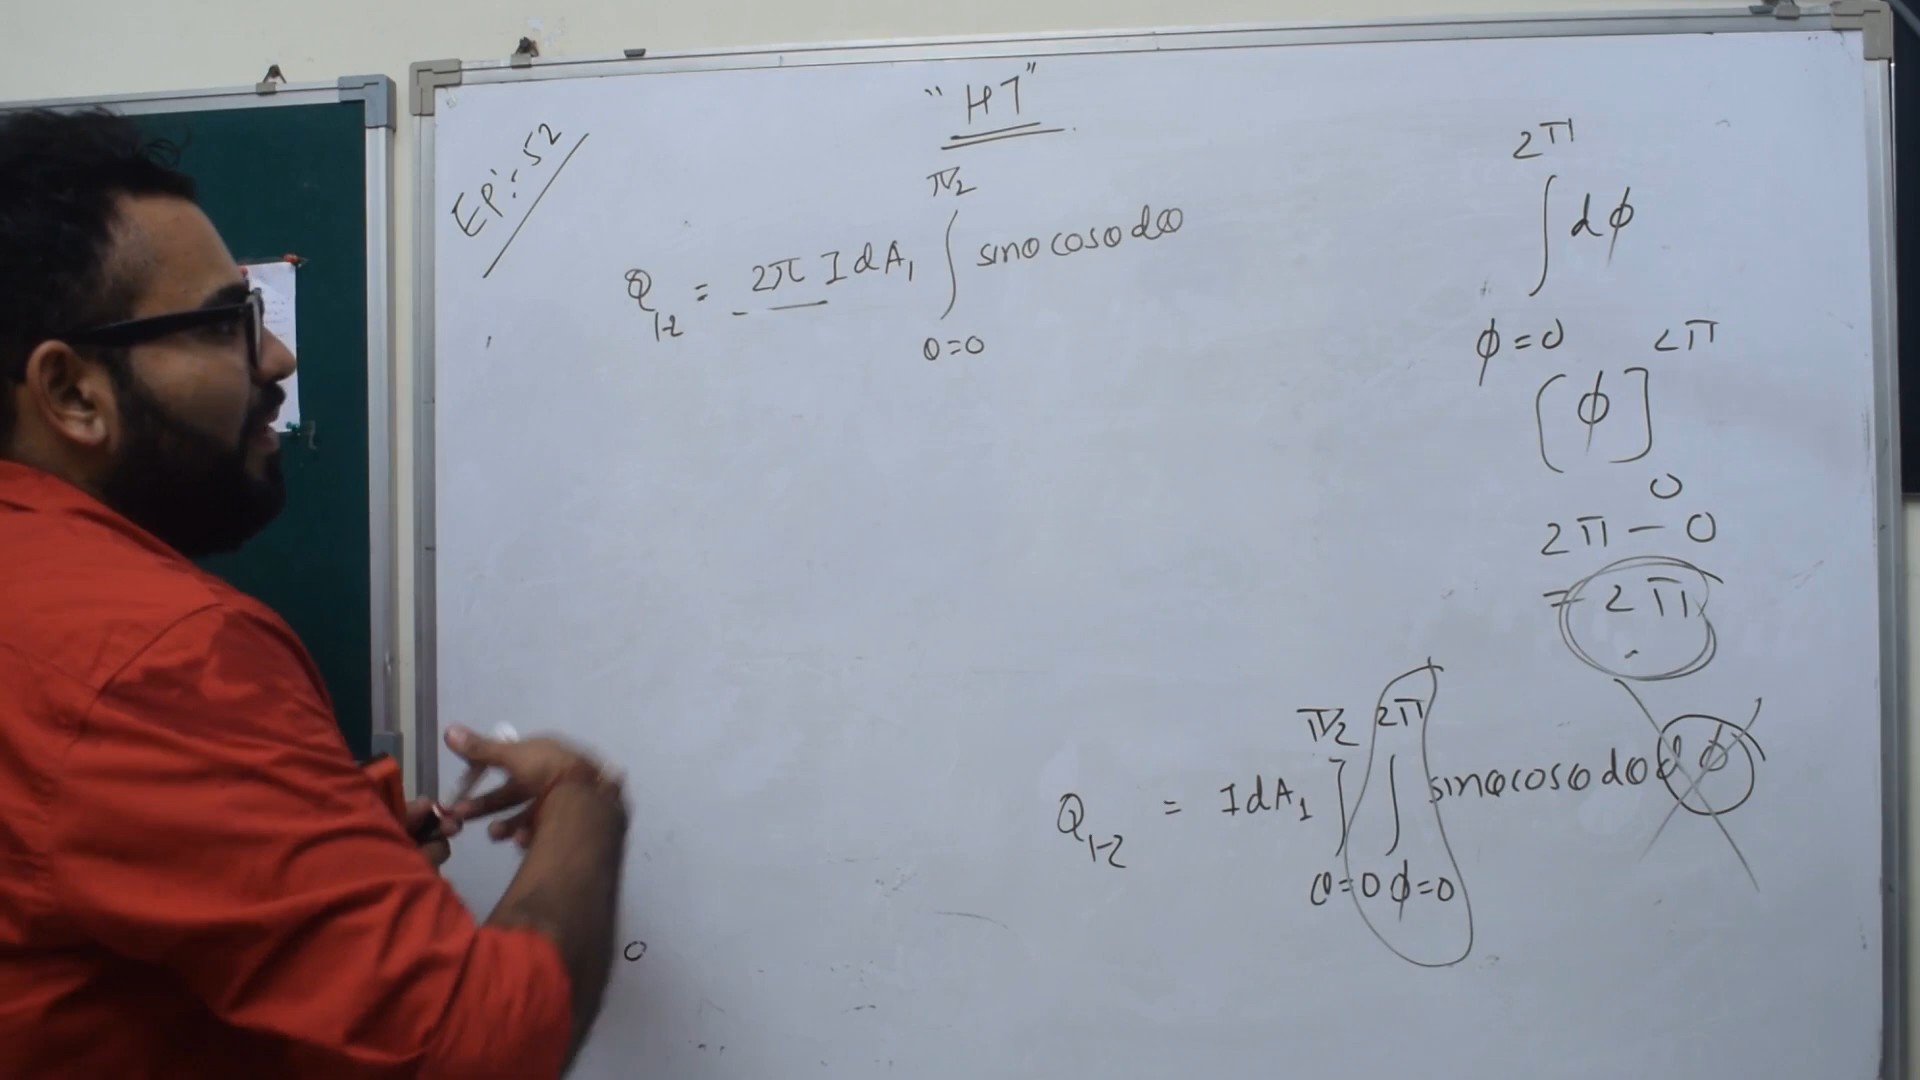 "HT"
Ep:-52
π/2
Q1-2 = 2π I dA1 ∫ sinθ cosθ dθ
θ=0
2π
∫ dϕ
ϕ=0
2π
[ϕ]
0
2π – 0
= 2π
π/2 2π
Q1-2 = I dA1 ∫ ∫ sinθ cosθ dθ dϕ
θ=0 ϕ=0